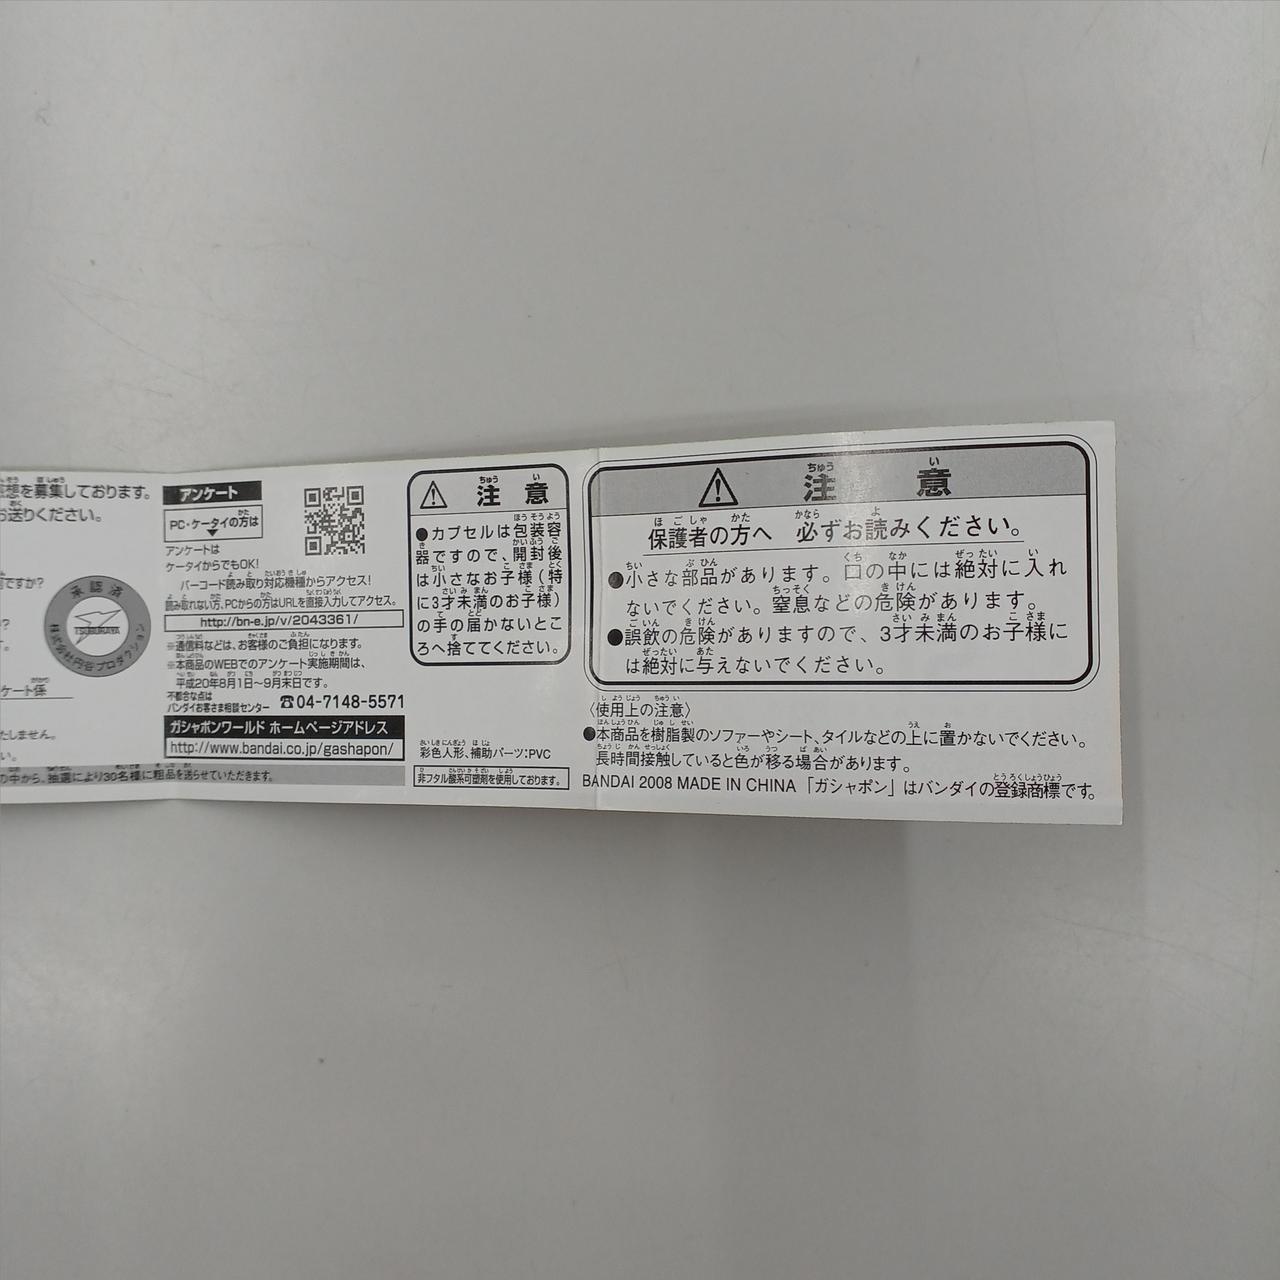 想を募集しております。
お送りください。
ですか?
承認済
TSUBURAYA
株式会社円谷プロダクション
ケート係
たしません。
の中から、抽選により30名様に粗品を送らせていただきます。
アンケート
PC・ケータイの方は
アンケートは
ケータイからでもOK!
バーコード読み取り対応機種からアクセス!
読み取れない方、PCからの方はURLを直接入力してアクセス。
http://bn-e.jp/v/2043361/
※通信料などは、お客様のご負担になります。
※本商品のWEBでのアンケート実施期間は、
平成20年8月1日〜9月末日です。
不都合な点は
バンダイお客さま相談センター ☎04-7148-5571
ガシャポンワールド ホームページアドレス
http://www.bandai.co.jp/gashapon/
⚠ 注意
●カプセルは包装容
器ですので、開封後
は小さなお子様(特
に3才未満のお子様)
の手の届かないとこ
ろへ捨ててください。
彩色人形、補助パーツ:PVC
非フタル酸系可塑剤を使用しております。
⚠ 注意
保護者の方へ 必ずお読みください。
●小さな部品があります。口の中には絶対に入れ
ないでください。窒息などの危険があります。
●誤飲の危険がありますので、3才未満のお子様に
は絶対に与えないでください。
〈使用上の注意〉
●本商品を樹脂製のソファーやシート、タイルなどの上に置かないでください。
長時間接触していると色が移る場合があります。
BANDAI 2008 MADE IN CHINA 「ガシャポン」はバンダイの登録商標です。